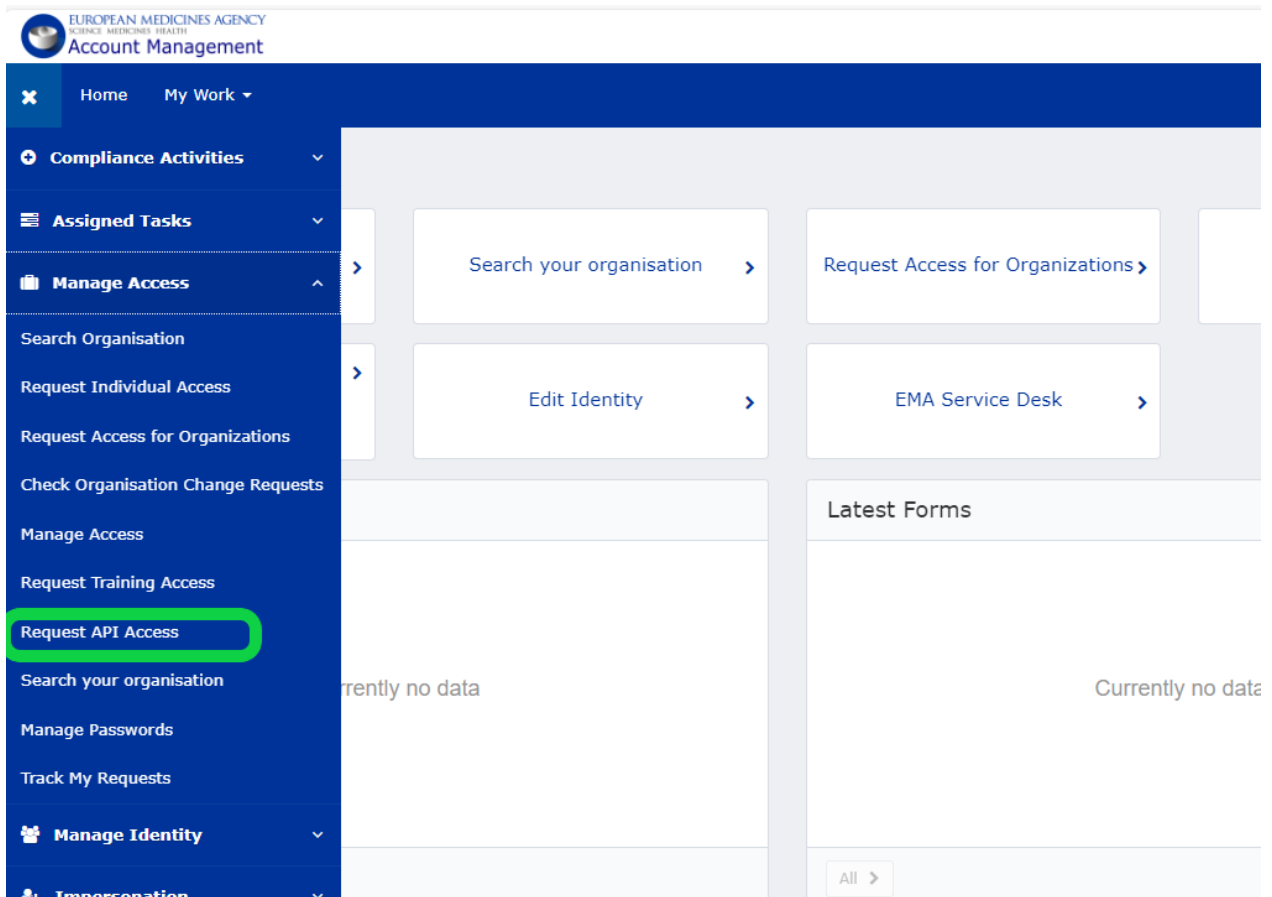 EUROPEAN MEDICINES AGENCY
SCIENCE MEDICINES HEALTH
Account Management
Home My Work
Compliance Activities
Assigned Tasks
Manage Access
Search Organisation
Request Individual Access
Request Access for Organizations
Check Organisation Change Requests
Manage Access
Request Training Access
Request API Access
Search your organisation
Manage Passwords
Track My Requests
Manage Identity
Impersonation
Search your organisation
Request Access for Organizations
Edit Identity
EMA Service Desk
Latest Forms
rrently no data
Currently no data
All